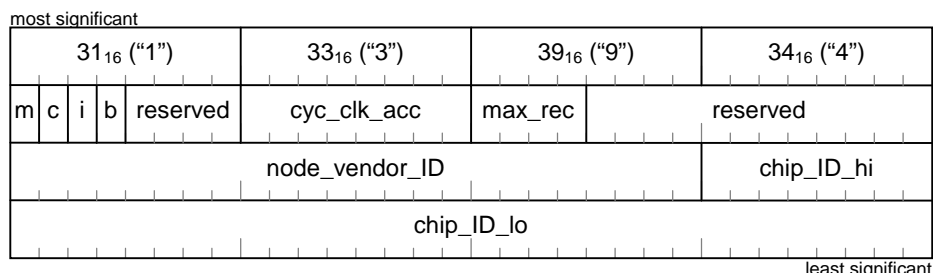 most significant
31₁₆ (“1”) 33₁₆ (“3”) 39₁₆ (“9”) 34₁₆ (“4”)
m c i b reserved cyc_clk_acc max_rec reserved
node_vendor_ID chip_ID_hi
chip_ID_lo
least significant